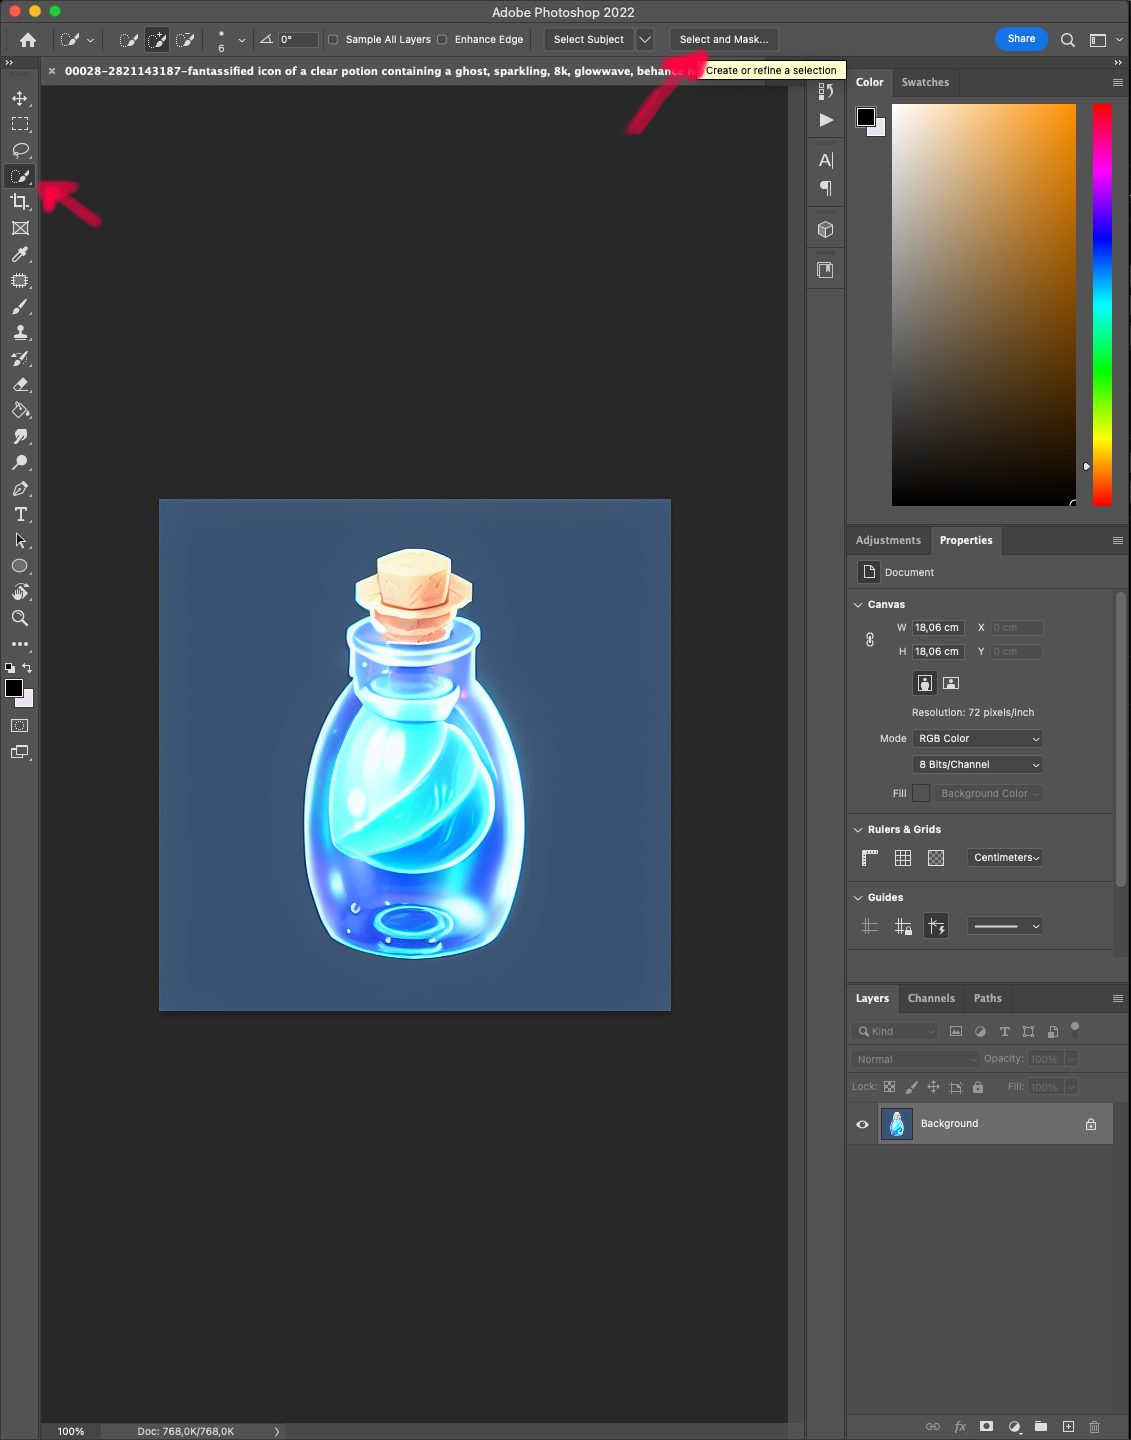 Adobe Photoshop 2022
6
0°
Sample All Layers
Enhance Edge
Select Subject
Select and Mask...
Share
00028-2821143187-fantassified icon of a clear potion containing a ghost, sparkling, 8k, glowwave, behance
Create or refine a selection
Color
Swatches
Adjustments
Properties
Document
Canvas
W 18,06 cm X 0 cm
H 18,06 cm Y 0 cm
Resolution: 72 pixels/inch
Mode RGB Color
8 Bits/Channel
Fill Background Color
Rulers & Grids
Centimeters
Guides
Layers
Channels
Paths
Kind
Normal
Opacity: 100%
Lock:
Fill: 100%
Background
fx
100%
Doc: 768,0K/768,0K